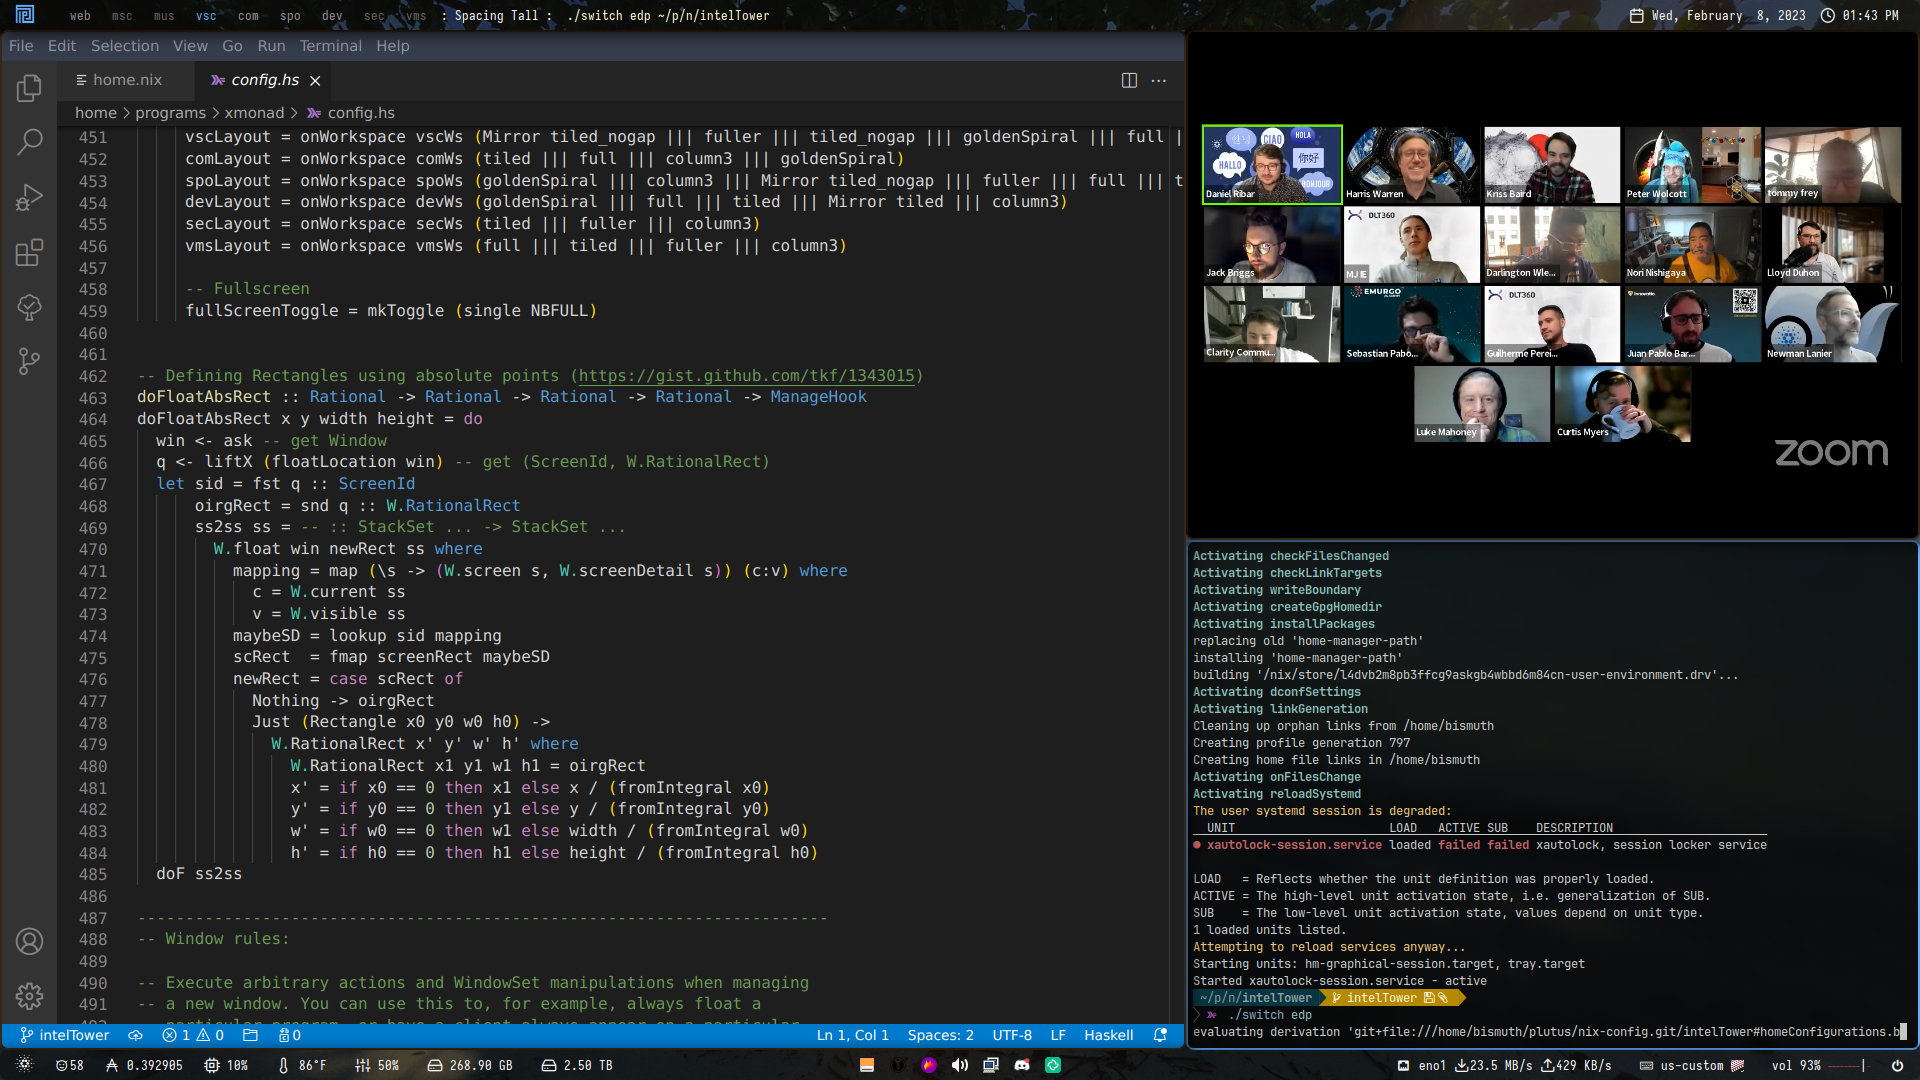 web msc mus vsc com spo dev sec vms : Spacing Tall : ./switch edp ~/p/n/intelTower
Wed, February 8, 2023 01:43 PM
File Edit Selection View Go Run Terminal Help
home.nix config.hs
home > programs > xmonad > config.hs
451 vscLayout = onWorkspace vscWs (Mirror tiled_nogap ||| fuller ||| tiled_nogap ||| goldenSpiral ||| full |
452 comLayout = onWorkspace comWs (tiled ||| full ||| column3 ||| goldenSpiral)
453 spoLayout = onWorkspace spoWs (goldenSpiral ||| column3 ||| Mirror tiled_nogap ||| fuller ||| full ||| t
454 devLayout = onWorkspace devWs (goldenSpiral ||| full ||| tiled ||| Mirror tiled ||| column3)
455 secLayout = onWorkspace secWs (tiled ||| fuller ||| column3)
456 vmsLayout = onWorkspace vmsWs (full ||| tiled ||| fuller ||| column3)
457
458 -- Fullscreen
459 fullScreenToggle = mkToggle (single NBFULL)
460
461
462 -- Defining Rectangles using absolute points (https://gist.github.com/tkf/1343015)
463 doFloatAbsRect :: Rational -> Rational -> Rational -> Rational -> ManageHook
464 doFloatAbsRect x y width height = do
465 win <- ask -- get Window
466 q <- liftX (floatLocation win) -- get (ScreenId, W.RationalRect)
467 let sid = fst q :: ScreenId
468 oirgRect = snd q :: W.RationalRect
469 ss2ss ss = -- :: StackSet ... -> StackSet ...
470 W.float win newRect ss where
471 mapping = map (\s -> (W.screen s, W.screenDetail s)) (c:v) where
472 c = W.current ss
473 v = W.visible ss
474 maybeSD = lookup sid mapping
475 scRect = fmap screenRect maybeSD
476 newRect = case scRect of
477 Nothing -> oirgRect
478 Just (Rectangle x0 y0 w0 h0) ->
479 W.RationalRect x' y' w' h' where
480 W.RationalRect x1 y1 w1 h1 = oirgRect
481 x' = if x0 == 0 then x1 else x / (fromIntegral x0)
482 y' = if y0 == 0 then y1 else y / (fromIntegral y0)
483 w' = if w0 == 0 then w1 else width / (fromIntegral w0)
484 h' = if h0 == 0 then h1 else height / (fromIntegral h0)
485 doF ss2ss
486
487 ------------------------------------------------------------------------
488 -- Window rules:
489
490 -- Execute arbitrary actions and WindowSet manipulations when managing
491 -- a new window. You can use this to, for example, always float a
intelTower 1 0 0 Ln 1, Col 1 Spaces: 2 UTF-8 LF Haskell
CIAO HOLA
HALLO 你好
BONJOUR
Daniel Ribar Harris Warren Kriss Baird Peter Wolcott tommy frey
DLT360
Jack Briggs MJ IE Darlington Wle... Nori Nishigaya Lloyd Duhon
EMURGO DLT360
Clarity Commu... Sebastian Pabo... Guilherme Perei... Juan Pablo Bar... Newman Lanier
Luke Mahoney Curtis Myers
zoom
Activating checkFilesChanged
Activating checkLinkTargets
Activating writeBoundary
Activating createGpgHomedir
Activating installPackages
replacing old 'home-manager-path'
installing 'home-manager-path'
building '/nix/store/l4dvb2m8pb3ffcg9askgb4wbbd6m84cn-user-environment.drv'...
Activating dconfSettings
Activating linkGeneration
Cleaning up orphan links from /home/bismuth
Creating profile generation 797
Creating home file links in /home/bismuth
Activating onFilesChange
Activating reloadSystemd
The user systemd session is degraded:
UNIT LOAD ACTIVE SUB DESCRIPTION
● xautolock-session.service loaded failed failed xautolock, session locker service
LOAD = Reflects whether the unit definition was properly loaded.
ACTIVE = The high-level unit activation state, i.e. generalization of SUB.
SUB = The low-level unit activation state, values depend on unit type.
1 loaded units listed.
Attempting to reload services anyway...
Starting units: hm-graphical-session.target, tray.target
Started xautolock-session.service - active
~/p/n/intelTower intelTower
./switch edp
evaluating derivation 'git+file:///home/bismuth/plutus/nix-config.git/intelTower#homeConfigurations.b
58 0.392905 10% 86°F 50% 268.90 GB 2.50 TB
eno1 23.5 MB/s 429 KB/s us-custom vol 93%